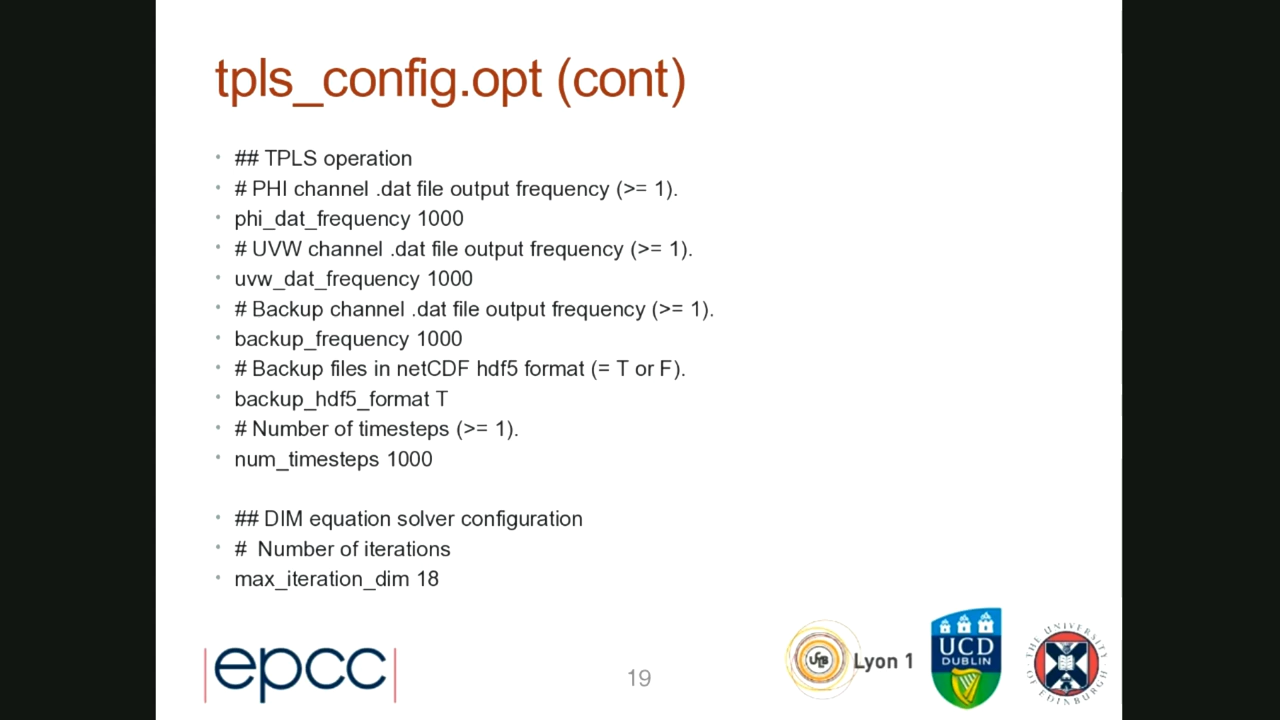 tpls_config.opt (cont)
## TPLS operation
# PHI channel .dat file output frequency (>= 1).
phi_dat_frequency 1000
# UVW channel .dat file output frequency (>= 1).
uvw_dat_frequency 1000
# Backup channel .dat file output frequency (>= 1).
backup_frequency 1000
# Backup files in netCDF hdf5 format (= T or F).
backup_hdf5_format T
# Number of timesteps (>= 1).
num_timesteps 1000
## DIM equation solver configuration
#  Number of iterations
max_iteration_dim 18
epcc
19
Lyon 1
UCD
DUBLIN
THE UNIVERSITY
OF EDINBURGH